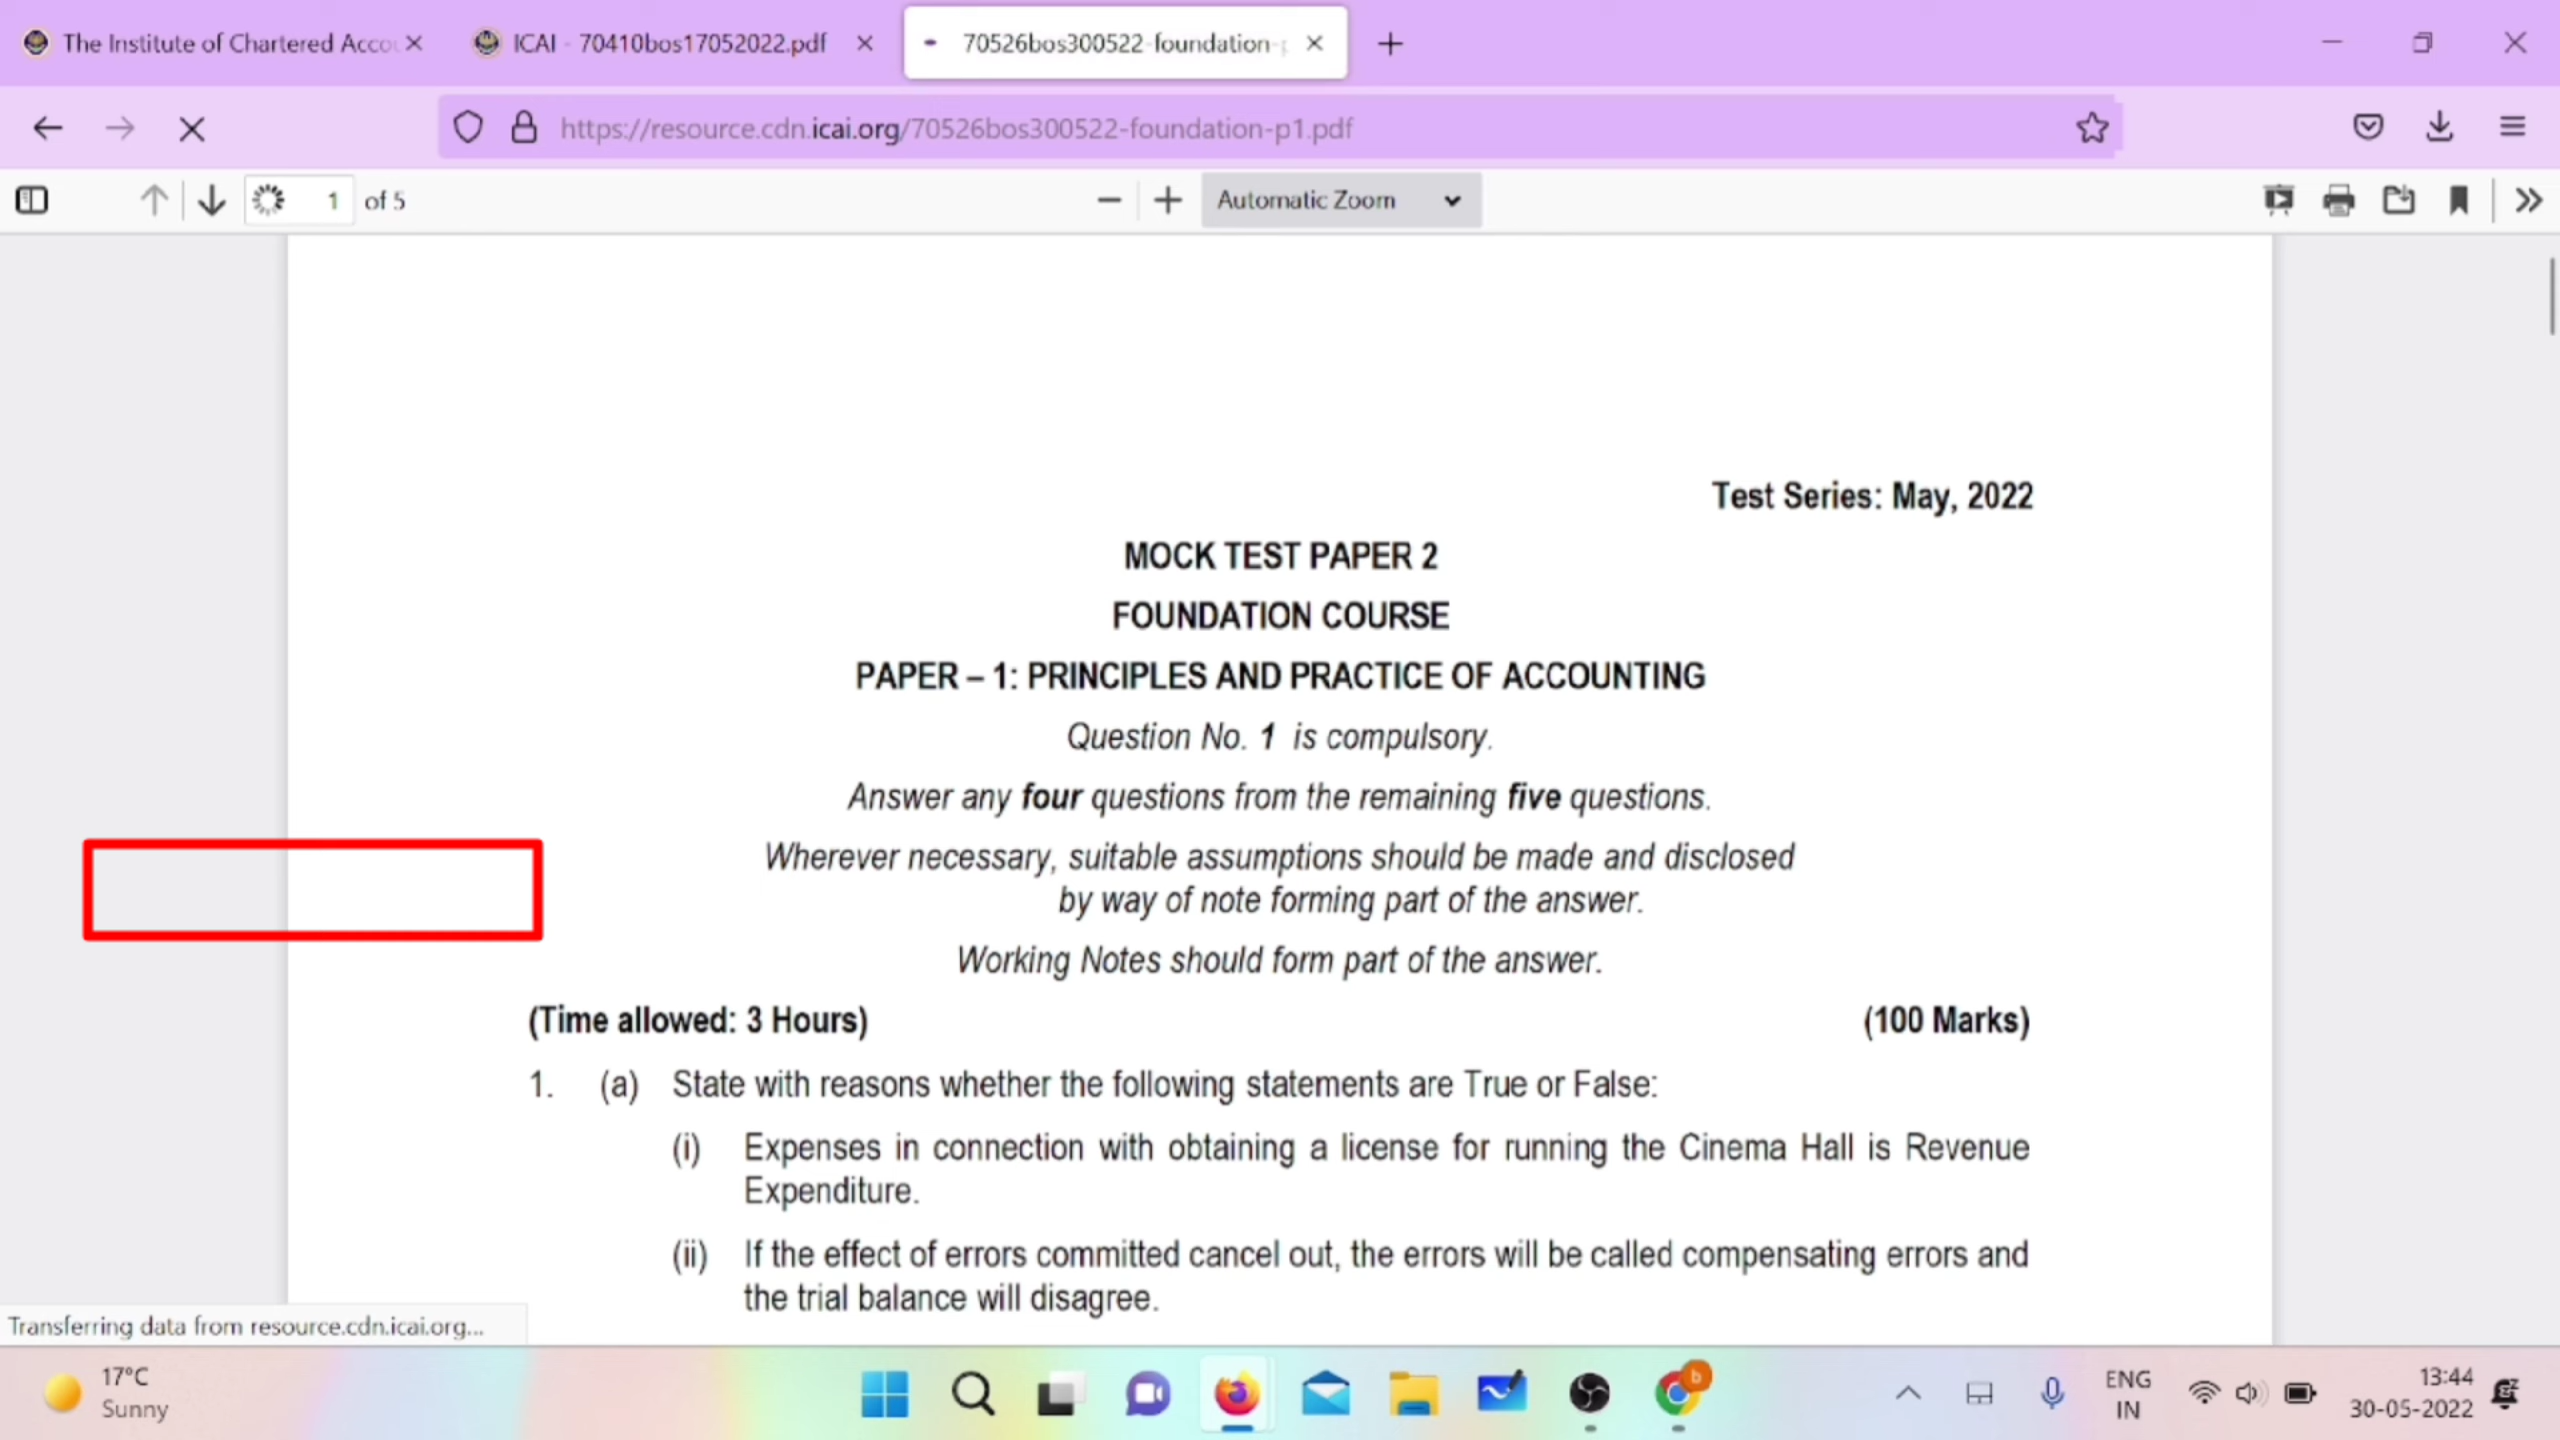 The Institute of Chartered Acco
ICAI - 70410bos17052022.pdf
70526bos300522-foundation-
https://resource.cdn.icai.org/70526bos300522-foundation-p1.pdf
1 of 5
Automatic Zoom
Test Series: May, 2022
MOCK TEST PAPER 2
FOUNDATION COURSE
PAPER – 1: PRINCIPLES AND PRACTICE OF ACCOUNTING
Question No. 1 is compulsory.
Answer any four questions from the remaining five questions.
Wherever necessary, suitable assumptions should be made and disclosed
by way of note forming part of the answer.
Working Notes should form part of the answer.
(Time allowed: 3 Hours) (100 Marks)
1. (a) State with reasons whether the following statements are True or False:
(i) Expenses in connection with obtaining a license for running the Cinema Hall is Revenue
Expenditure.
(ii) If the effect of errors committed cancel out, the errors will be called compensating errors and
the trial balance will disagree.
Transferring data from resource.cdn.icai.org...
17°C
Sunny
b
ENG
IN
13:44
30-05-2022